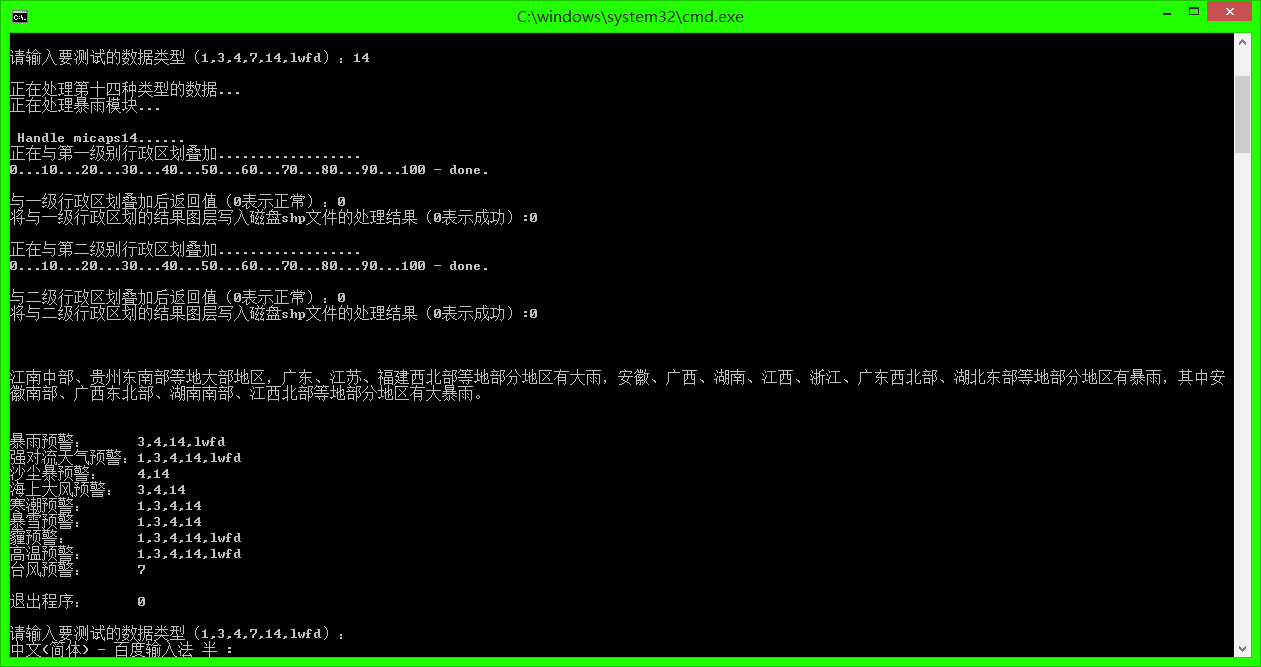 C:\windows\system32\cmd.exe
请输入要测试的数据类型（1,3,4,7,14,lwfd）：14
正在处理第十四种类型的数据...
正在处理暴雨模块...
Handle micaps14......
正在与第一级别行政区划叠加..................
0...10...20...30...40...50...60...70...80...90...100 - done.
与一级行政区划叠加后返回值（0表示正常）：0
将与一级行政区划的结果图层写入磁盘shp文件的处理结果（0表示成功）:0
正在与第二级别行政区划叠加..................
0...10...20...30...40...50...60...70...80...90...100 - done.
与二级行政区划叠加后返回值（0表示正常）：0
将与二级行政区划的结果图层写入磁盘shp文件的处理结果（0表示成功）:0
江南中部、贵州东南部等地大部地区，广东、江苏、福建西北部等地部分地区有大雨，安徽、广西、湖南、江西、浙江、广东西北部、湖北东部等地部分地区有暴雨，其中安
徽南部、广西东北部、湖南南部、江西北部等地部分地区有大暴雨。
暴雨预警： 3,4,14,lwfd
强对流天气预警：1,3,4,14,lwfd
沙尘暴预警： 4,14
海上大风预警： 3,4,14
寒潮预警： 1,3,4,14
暴雪预警： 1,3,4,14
霾预警： 1,3,4,14,lwfd
高温预警： 1,3,4,14,lwfd
台风预警： 7
退出程序： 0
请输入要测试的数据类型（1,3,4,7,14,lwfd）：
中文(简体) - 百度输入法 半 :